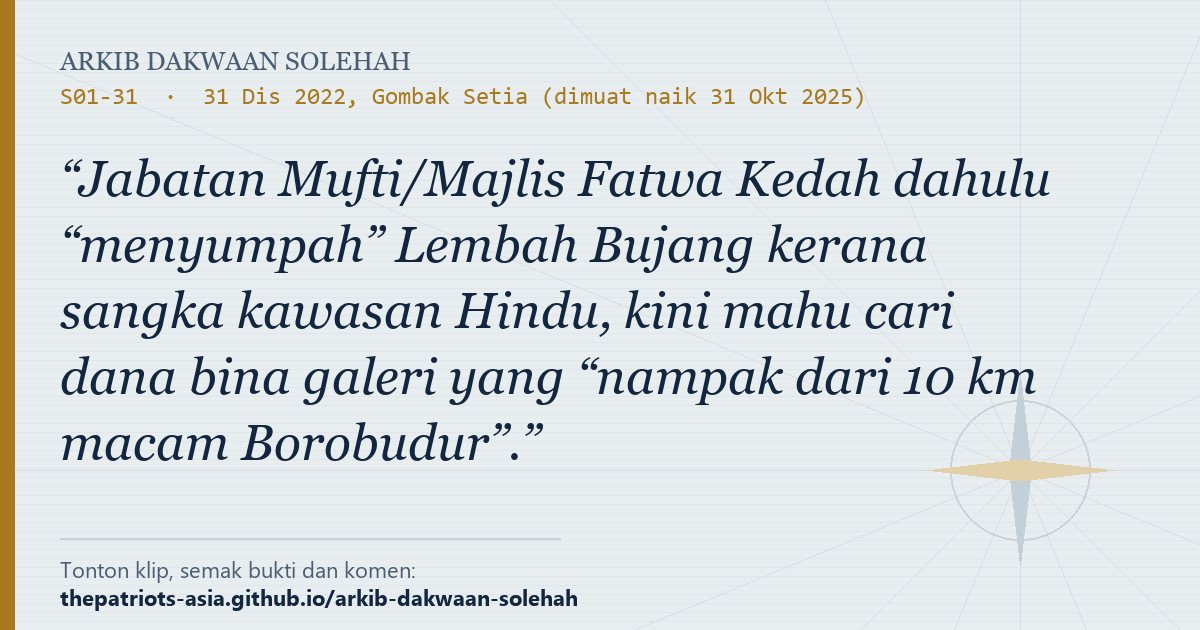 ARKIB DAKWAAN SOLEHAH
S01-31 · 31 Dis 2022, Gombak Setia (dimuat naik 31 Okt 2025)
“Jabatan Mufti/Majlis Fatwa Kedah dahulu
“menyumpah” Lembah Bujang kerana
sangka kawasan Hindu, kini mahu cari
dana bina galeri yang “nampak dari 10 km
macam Borobudur”.”
Tonton klip, semak bukti dan komen:
thepatriots-asia.github.io/arkib-dakwaan-solehah